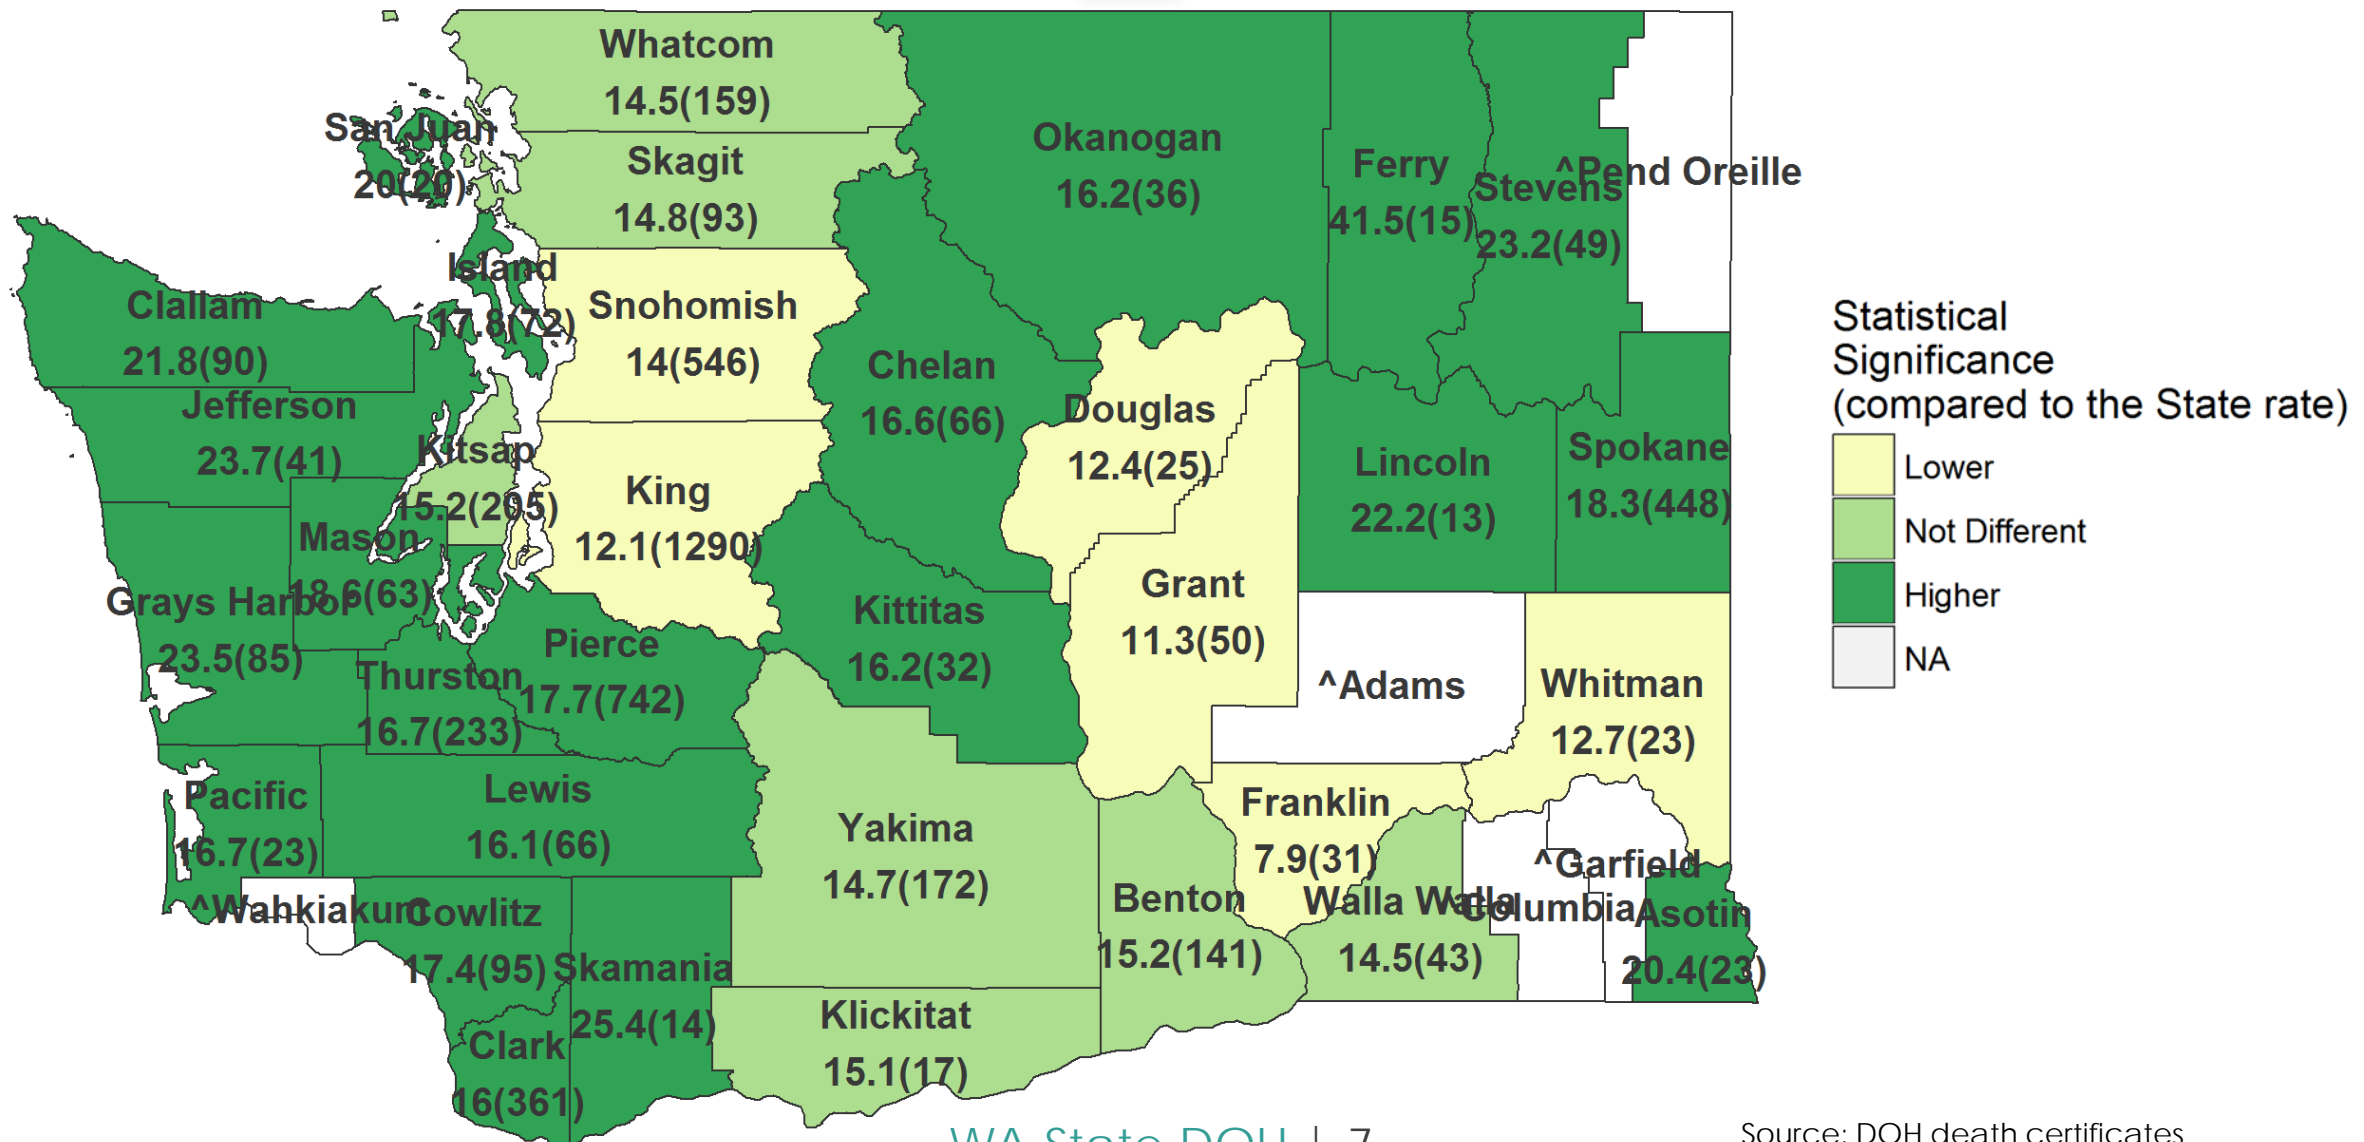 Whatcom
14.5(159)
San Juan
20(20)
Skagit
14.8(93)
Okanogan
16.2(36)
Ferry
41.5(15)
^Pend Oreille
Stevens
23.2(49)
Island
17.8(72)
Clallam
21.8(90)
Snohomish
14(546)
Jefferson
23.7(41)
Chelan
16.6(66)
Douglas
12.4(25)
Kitsap
15.2(205)
King
12.1(1290)
Lincoln
22.2(13)
Spokane
18.3(448)
Mason
18.6(63)
Grays Harbor
23.5(85)
Grant
11.3(50)
Kittitas
16.2(32)
Pierce
17.7(742)
Thurston
16.7(233)
^Adams
Whitman
12.7(23)
Pacific
16.7(23)
Lewis
16.1(66)
Yakima
14.7(172)
Franklin
7.9(31)
^Garfield
Benton
15.2(141)
Walla Walla
14.5(43)
^Columbia
Asotin
20.4(23)
^Wahkiakum
Cowlitz
17.4(95)
Skamania
25.4(14)
Klickitat
15.1(17)
Clark
16(361)
Statistical
Significance
(compared to the State rate)
Lower
Not Different
Higher
NA
WA State DOH | 7
Source: DOH death certificates